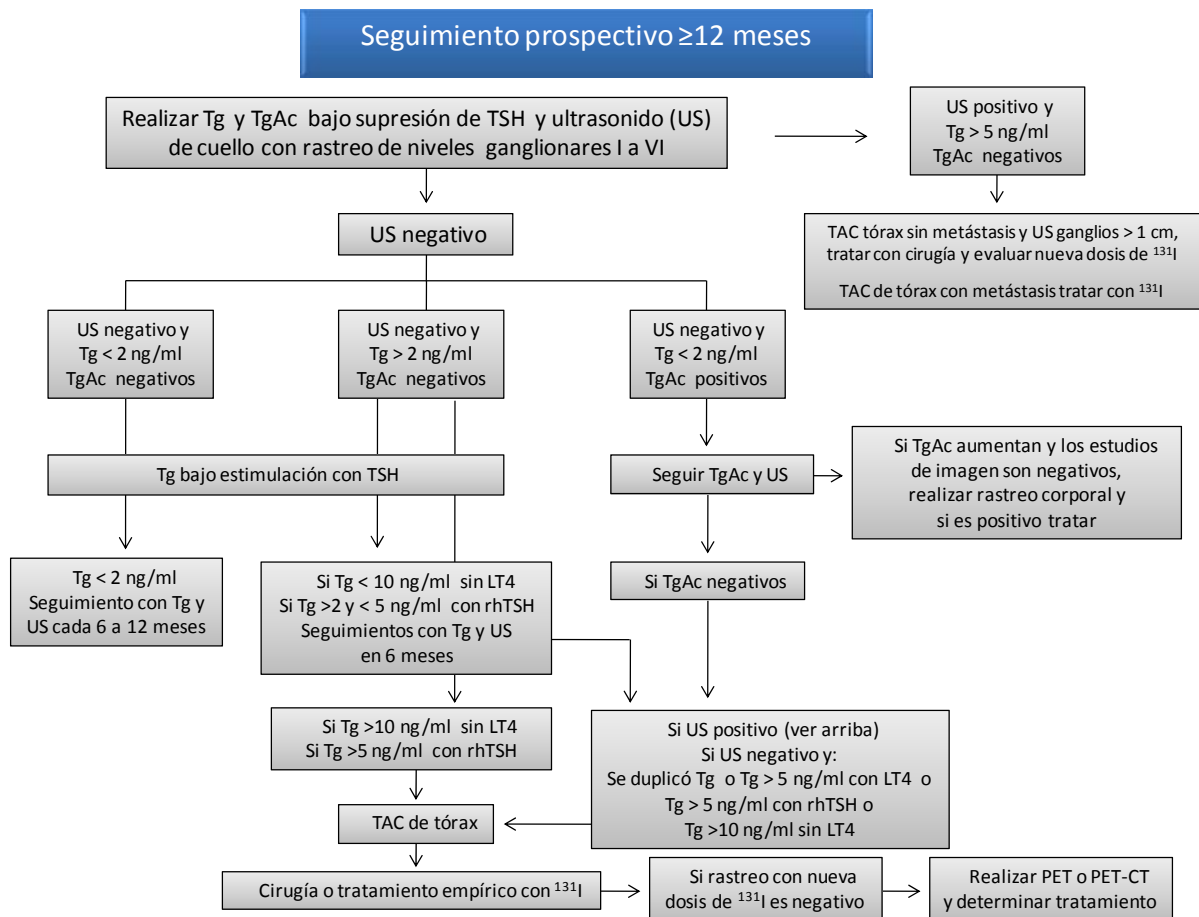 Seguimiento prospectivo ≥12 meses
Realizar Tg y TgAc bajo supresión de TSH y ultrasonido (US)
de cuello con rastreo de niveles ganglionares I a VI
US positivo y
Tg > 5 ng/ml
TgAc negativos
TAC tórax sin metástasis y US ganglios > 1 cm,
tratar con cirugía y evaluar nueva dosis de ¹³¹I
TAC de tórax con metástasis tratar con ¹³¹I
US negativo
US negativo y
Tg < 2 ng/ml
TgAc negativos
US negativo y
Tg > 2 ng/ml
TgAc negativos
US negativo y
Tg < 2 ng/ml
TgAc positivos
Tg bajo estimulación con TSH
Seguir TgAc y US
Si TgAc aumentan y los estudios
de imagen son negativos,
realizar rastreo corporal y
si es positivo tratar
Tg < 2 ng/ml
Seguimiento con Tg y
US cada 6 a 12 meses
Si Tg < 10 ng/ml sin LT4
Si Tg >2 y < 5 ng/ml con rhTSH
Seguimientos con Tg y US
en 6 meses
Si TgAc negativos
Si Tg >10 ng/ml sin LT4
Si Tg >5 ng/ml con rhTSH
Si US positivo (ver arriba)
Si US negativo y:
Se duplicó Tg o Tg > 5 ng/ml con LT4 o
Tg > 5 ng/ml con rhTSH o
Tg >10 ng/ml sin LT4
TAC de tórax
Cirugía o tratamiento empírico con ¹³¹I
Si rastreo con nueva
dosis de ¹³¹I es negativo
Realizar PET o PET-CT
y determinar tratamiento